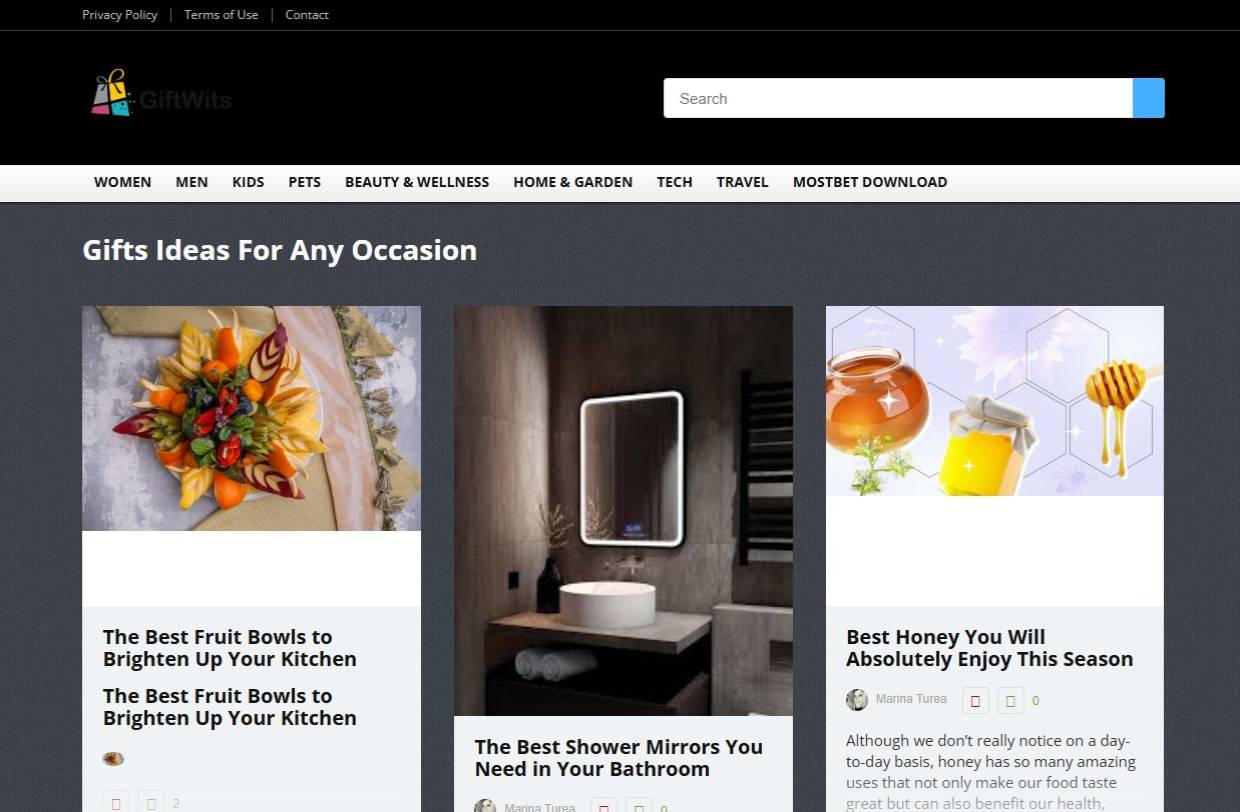 Privacy Policy | Terms of Use | Contact
GiftWits
Search
WOMEN MEN KIDS PETS BEAUTY & WELLNESS HOME & GARDEN TECH TRAVEL MOSTBET DOWNLOAD
Gifts Ideas For Any Occasion
The Best Fruit Bowls to
Brighten Up Your Kitchen
The Best Fruit Bowls to
Brighten Up Your Kitchen
2
The Best Shower Mirrors You
Need in Your Bathroom
Marina Turea 0
Best Honey You Will
Absolutely Enjoy This Season
Marina Turea 0
Although we don't really notice on a day-
to-day basis, honey has so many amazing
uses that not only make our food taste
great but can also benefit our health,